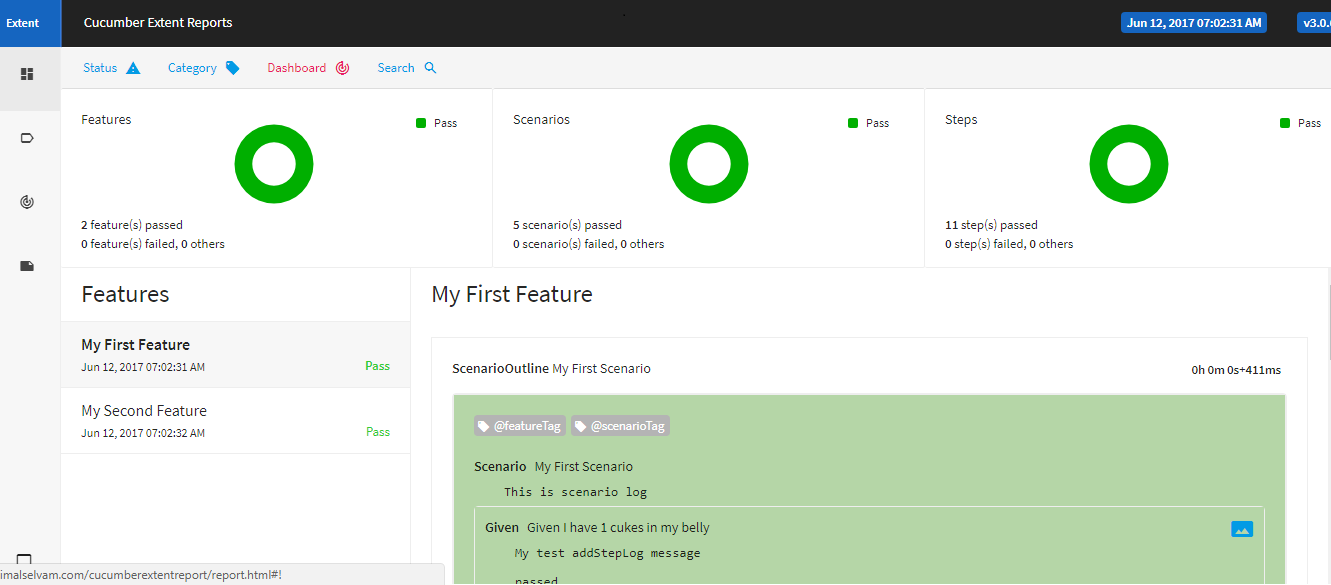 Extent
Cucumber Extent Reports
Jun 12, 2017 07:02:31 AM
v3.0.
Status
Category
Dashboard
Search
Features
Pass
2 feature(s) passed
0 feature(s) failed, 0 others
Scenarios
Pass
5 scenario(s) passed
0 scenario(s) failed, 0 others
Steps
Pass
11 step(s) passed
0 step(s) failed, 0 others
Features
My First Feature
Jun 12, 2017 07:02:31 AM
Pass
My Second Feature
Jun 12, 2017 07:02:32 AM
Pass
My First Feature
ScenarioOutline My First Scenario
0h 0m 0s+411ms
@featureTag
@scenarioTag
Scenario My First Scenario
This is scenario log
Given Given I have 1 cukes in my belly
My test addStepLog message
passed
imalselvam.com/cucumberextentreport/report.html#!